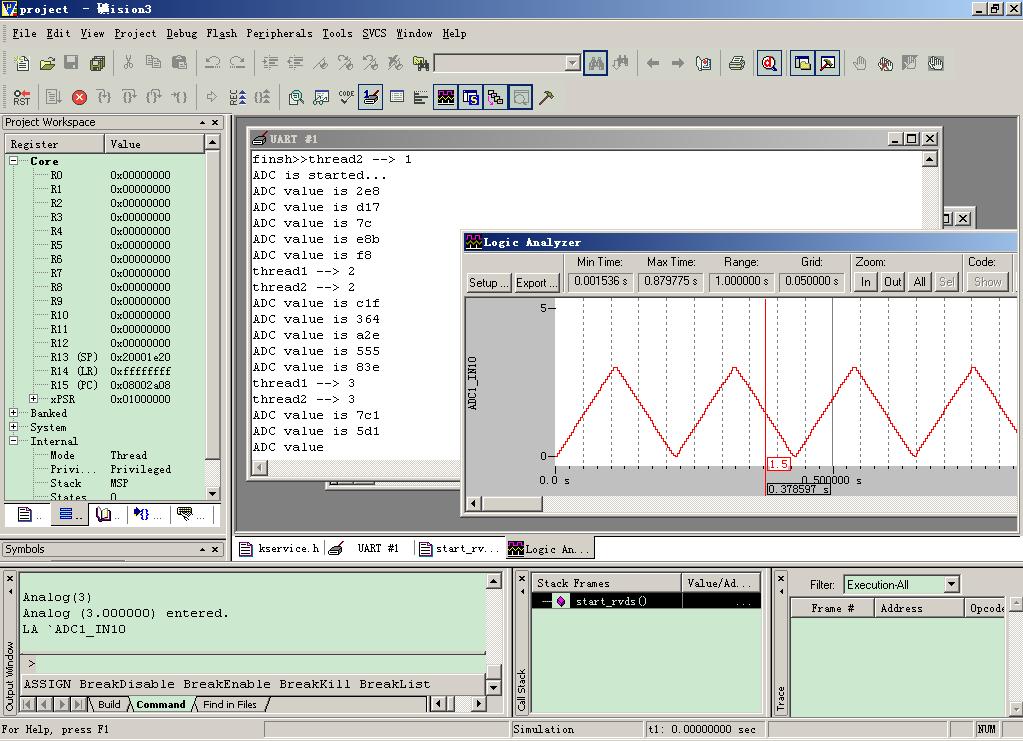 project - 礦ision3
File Edit View Project Debug Flash Peripherals Tools SVCS Window Help
RST CODE
Project Workspace
Register Value
Core
R0 0x00000000
R1 0x00000000
R2 0x00000000
R3 0x00000000
R4 0x00000000
R5 0x00000000
R6 0x00000000
R7 0x00000000
R8 0x00000000
R9 0x00000000
R10 0x00000000
R11 0x00000000
R12 0x00000000
R13 (SP) 0x20001e20
R14 (LR) 0xffffffff
R15 (PC) 0x08002a08
xPSR 0x01000000
Banked
System
Internal
Mode Thread
Privi... Privileged
Stack MSP
States 0
Symbols
UART #1
finsh>>thread2 --> 1
ADC is started...
ADC value is 2e8
ADC value is d17
ADC value is 7c
ADC value is e8b
ADC value is f8
thread1 --> 2
thread2 --> 2
ADC value is c1f
ADC value is 364
ADC value is a2e
ADC value is 555
ADC value is 83e
thread1 --> 3
thread2 --> 3
ADC value is 7c1
ADC value is 5d1
ADC value
Logic Analyzer
Setup ... Export ...
Min Time: Max Time: Range: Grid: Zoom: Code:
0.001536 s 0.879775 s 1.000000 s 0.050000 s In Out All Sel Show
5
ADC1_IN10
0
1.5
0.0 s 0.500000 s
0.378597 s
kservice.h UART #1 start_rv... Logic An...
Output Window
Analog(3)
Analog (3.000000) entered.
LA `ADC1_IN10
>
ASSIGN BreakDisable BreakEnable BreakKill BreakList
Build Command Find in Files
Call Stack
Stack Frames Value/Ad...
start_rvds() ...
Trace
Filter: Execution-All
Frame # Address Opcode
For Help, press F1 Simulation t1: 0.00000000 sec NUM